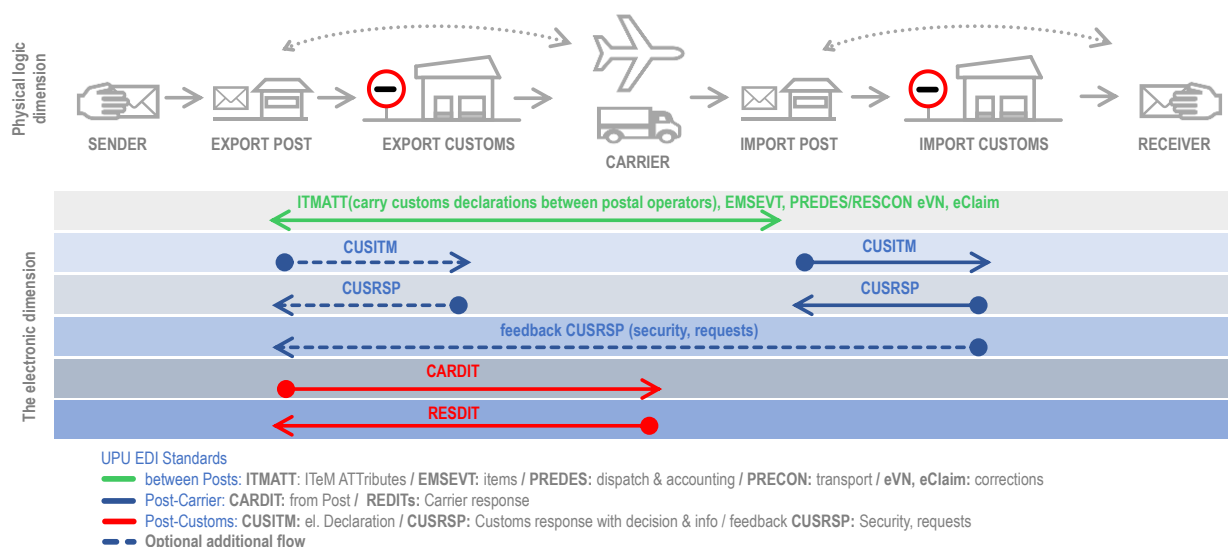 Physical logic
dimension
SENDER
EXPORT POST
EXPORT CUSTOMS
CARRIER
IMPORT POST
IMPORT CUSTOMS
RECEIVER
The electronic dimension
ITMATT(carry customs declarations between postal operators), EMSEVT, PREDES/RESCON eVN, eClaim
CUSITM
CUSITM
CUSRSP
CUSRSP
feedback CUSRSP (security, requests)
CARDIT
RESDIT
UPU EDI Standards
between Posts: ITMATT: ITeM ATTributes / EMSEVT: items / PREDES: dispatch & accounting / PRECON: transport / eVN, eClaim: corrections
Post-Carrier: CARDIT: from Post / REDITs: Carrier response
Post-Customs: CUSITM: el. Declaration / CUSRSP: Customs response with decision & info / feedback CUSRSP: Security, requests
Optional additional flow